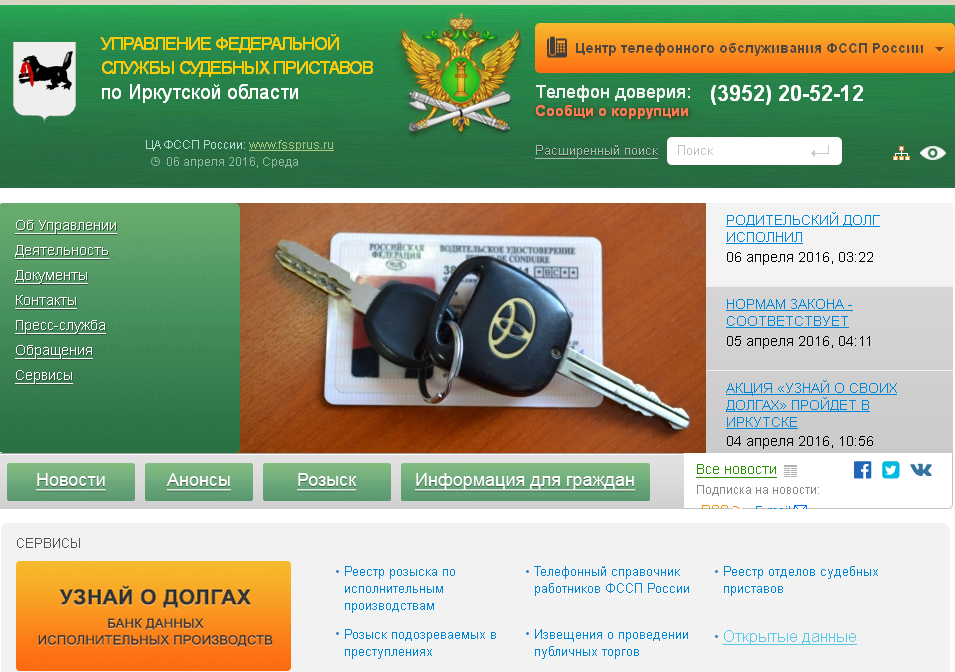 УПРАВЛЕНИЕ ФЕДЕРАЛЬНОЙ
СЛУЖБЫ СУДЕБНЫХ ПРИСТАВОВ
по Иркутской области
ЦА ФССП России: www.fssprus.ru
06 апреля 2016, Среда
Центр телефонного обслуживания ФССП России
Телефон доверия: (3952) 20-52-12
Сообщи о коррупции
Расширенный поиск
Поиск
Об Управлении
Деятельность
Документы
Контакты
Пресс-служба
Обращения
Сервисы
РОССИЙСКАЯ
ФЕДЕРАЦИЯ
RUS
ВОДИТЕЛЬСКОЕ УДОСТОВЕРЕНИЕ
DE CONDUIRE
РОДИТЕЛЬСКИЙ ДОЛГ
ИСПОЛНИЛ
06 апреля 2016, 03:22
НОРМАМ ЗАКОНА -
СООТВЕТСТВУЕТ
05 апреля 2016, 04:11
АКЦИЯ «УЗНАЙ О СВОИХ
ДОЛГАХ» ПРОЙДЕТ В
ИРКУТСКЕ
04 апреля 2016, 10:56
Новости
Анонсы
Розыск
Информация для граждан
Все новости
Подписка на новости:
RSS E-mail
СЕРВИСЫ
УЗНАЙ О ДОЛГАХ
БАНК ДАННЫХ
ИСПОЛНИТЕЛЬНЫХ ПРОИЗВОДСТВ
Реестр розыска по
исполнительным
производствам
Розыск подозреваемых в
преступлениях
Телефонный справочник
работников ФССП России
Извещения о проведении
публичных торгов
Реестр отделов судебных
приставов
Открытые данные